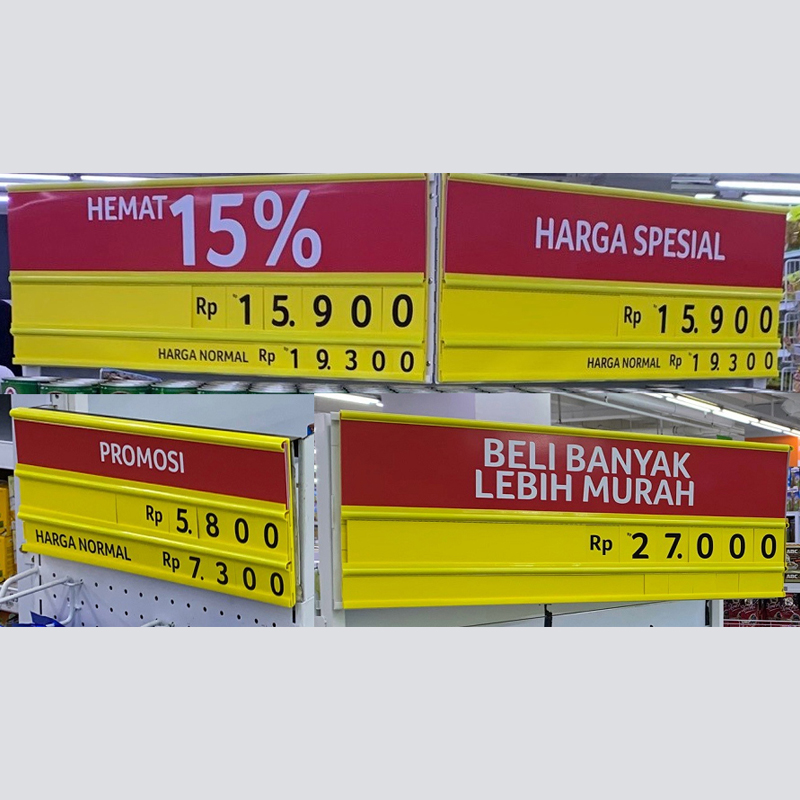 HEMAT 15%
Rp 15.900
HARGA NORMAL Rp 19.300
HARGA SPESIAL
Rp 15.900
HARGA NORMAL Rp 19.300
PROMOSI
Rp 5.800
HARGA NORMAL Rp 7.300
BELI BANYAK
LEBIH MURAH
Rp 27.000